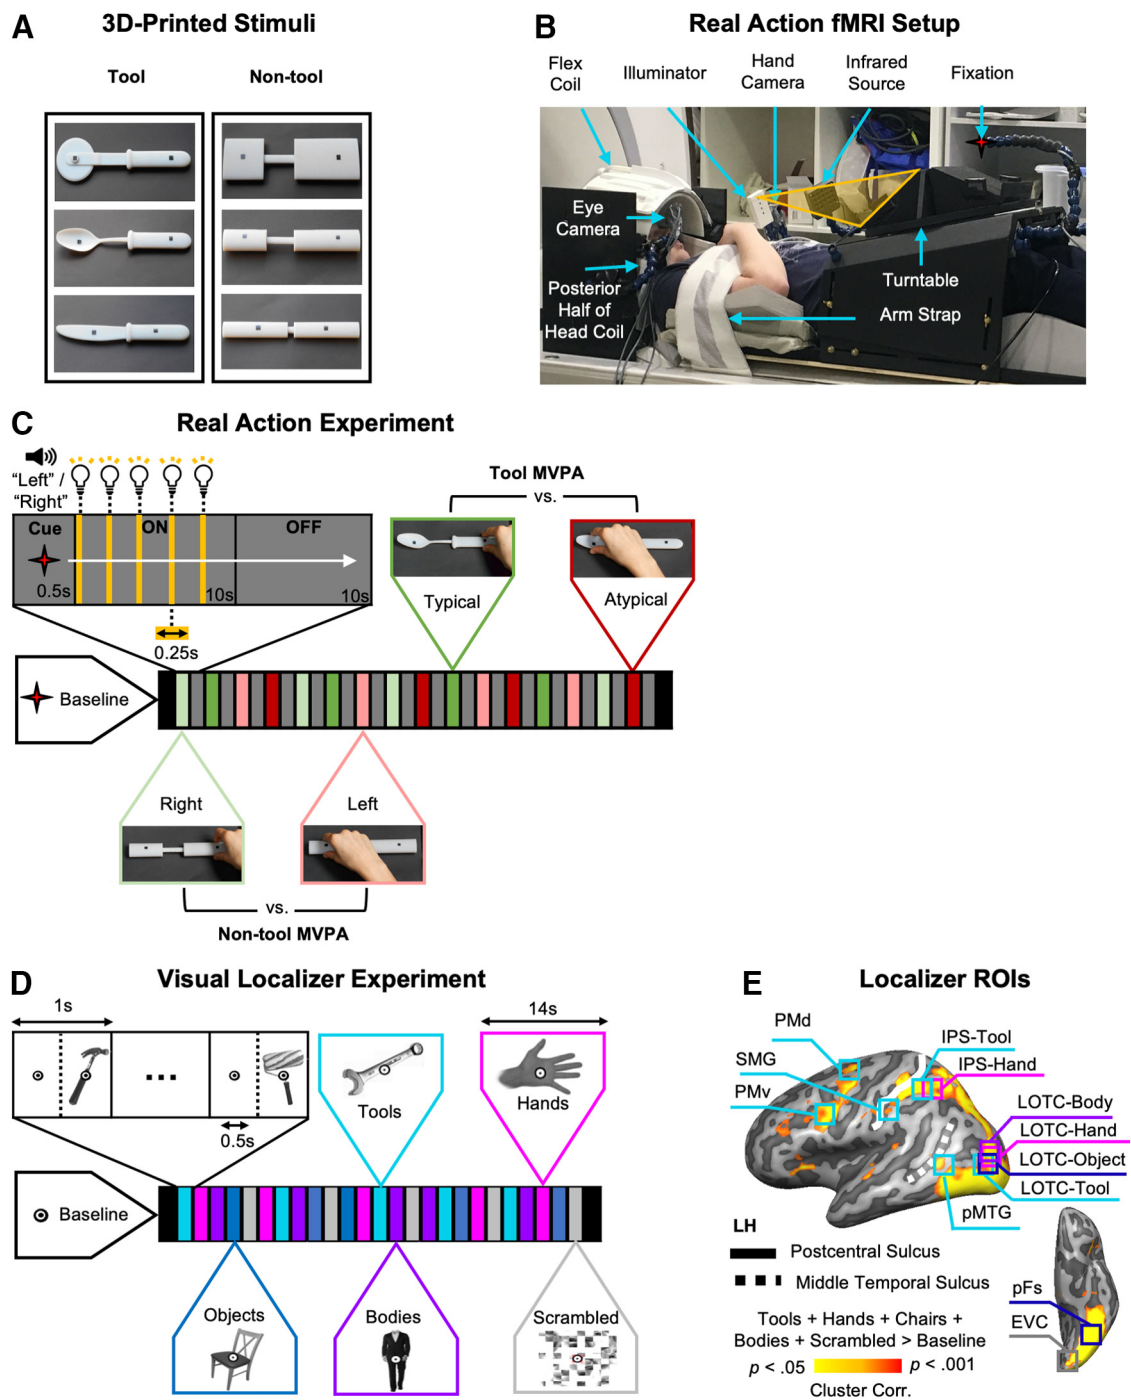 A
3D-Printed Stimuli
Tool
Non-tool
B
Real Action fMRI Setup
Flex
Coil
Illuminator
Hand
Camera
Infrared
Source
Fixation
Eye
Camera
Posterior
Half of
Head Coil
Turntable
Arm Strap
C
Real Action Experiment
"Left" /
"Right"
Cue
ON
OFF
0.5s
10s
10s
0.25s
Tool MVPA
vs.
Typical
Atypical
Baseline
Right
Left
vs.
Non-tool MVPA
D
Visual Localizer Experiment
1s
...
0.5s
14s
Tools
Hands
Baseline
Objects
Bodies
Scrambled
E
Localizer ROIs
PMd
SMG
PMv
IPS-Tool
IPS-Hand
LOTC-Body
LOTC-Hand
LOTC-Object
LOTC-Tool
pMTG
LH
Postcentral Sulcus
Middle Temporal Sulcus
pFs
EVC
Tools + Hands + Chairs +
Bodies + Scrambled > Baseline
p < .05
p < .001
Cluster Corr.